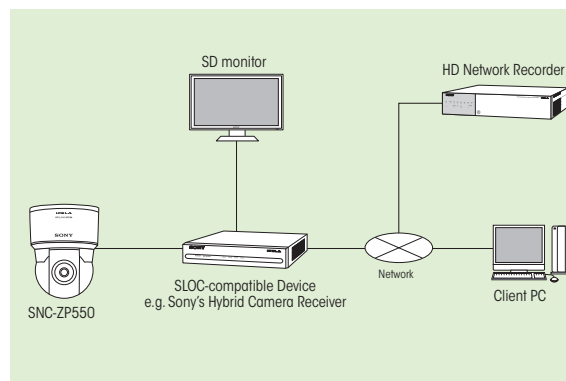 SD monitor
HD Network Recorder
SONY
SONY
SNC-ZP550
SLOC-compatible Device
e.g. Sony's Hybrid Camera Receiver
Network
Client PC